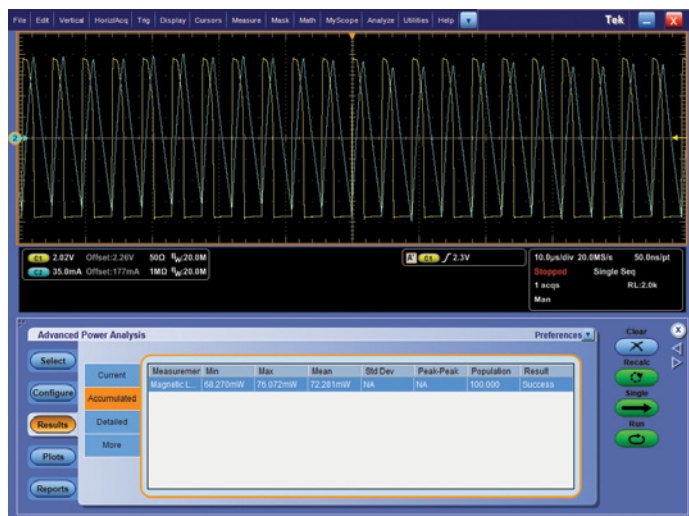 File Edit Vertical Horiz/Acq Trig Display Cursors Measure Mask Math MyScope Analyze Utilities Help Tek X
2
C1 2.02V Offset:2.26V 50Ω BW:20.0M
C2 35.0mA Offset:177mA 1MΩ BW:20.0M
A' C1 2.3V
10.0µs/div 20.0MS/s 50.0ns/pt
Stopped Single Seq
1 acqs RL:2.0k
Man
Advanced Power Analysis Preferences
Clear
Select
Recalc
Configure
Single
Results
Run
Plots
Reports
Current
Accumulated
Detailed
More
Measuremer Min Max Mean Std Dev Peak-Peak Population Result
Magnetic L... 68.270mW 76.072mW 72.281mW NA NA 100.000 Success